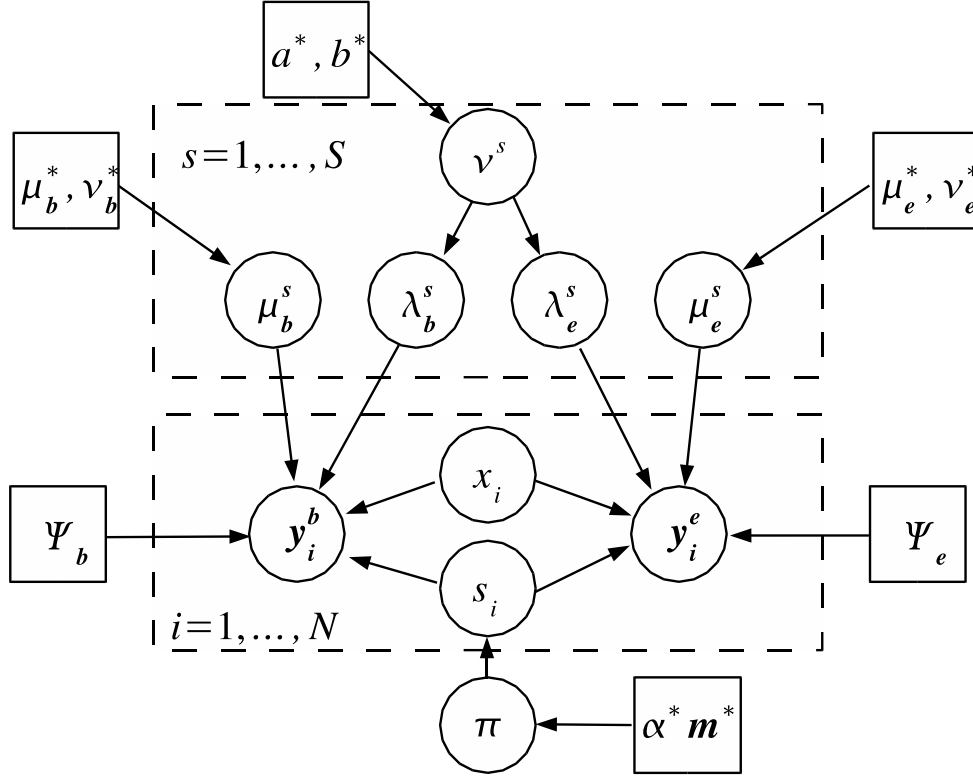 a*, b*
s=1,..., S
ν^s
μ_b^*, ν_b^*
μ_e^*, ν_e^*
μ_b^s
λ_b^s
λ_e^s
μ_e^s
x_i
Ψ_b
y_i^b
y_i^e
Ψ_e
s_i
i=1,..., N
π
α* m*